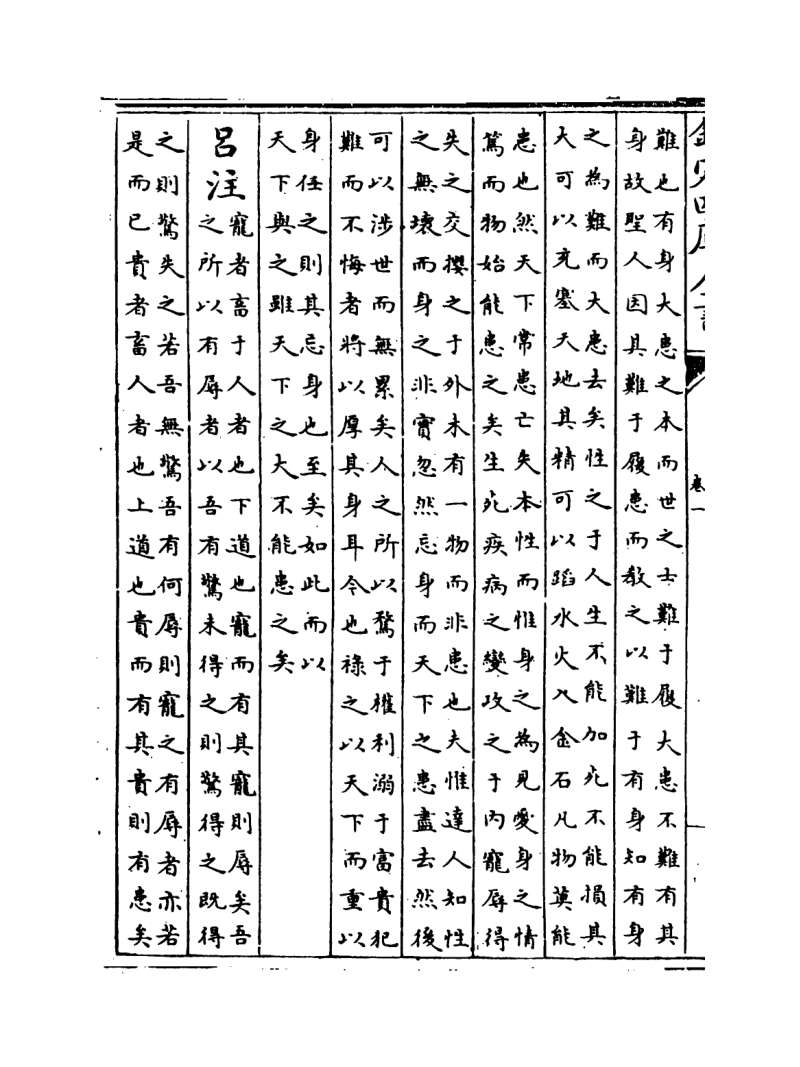 欽定四庫全書
卷一
難也有身大患之本而世之士難于履大患不難有其
身故聖人因其難于履患而教之以難于有身知有身
之為難而大患去矣性之于人生不能加死不能損其
大可以充塞天地其精可以蹈水火入金石凡物莫能
患也然天下常患亡失本性而惟身之為見愛身之情
篤而物始能患之矣生死疾病之變攻之于内寵辱得
失之交攖之于外未有一物而非患也夫惟達人知性
之無壞而身之非實忽然忘身而天下之患盡去然後
可以涉世而無累矣人之所以騖于權利溺于富貴犯
難而不悔者將以厚其身耳今也祿之以天下而重以
身任之則其忘身也至矣如此而以
天下與之雖天下之大不能患之矣
呂注
寵者畜于人者也下道也寵而有其寵則辱矣吾
之所以有辱者以吾有驚未得之則驚得之既得
之則驚失之若吾無驚吾有何辱則寵之有辱者亦若
是而已貴者畜人者也上道也貴而有其貴則有患矣